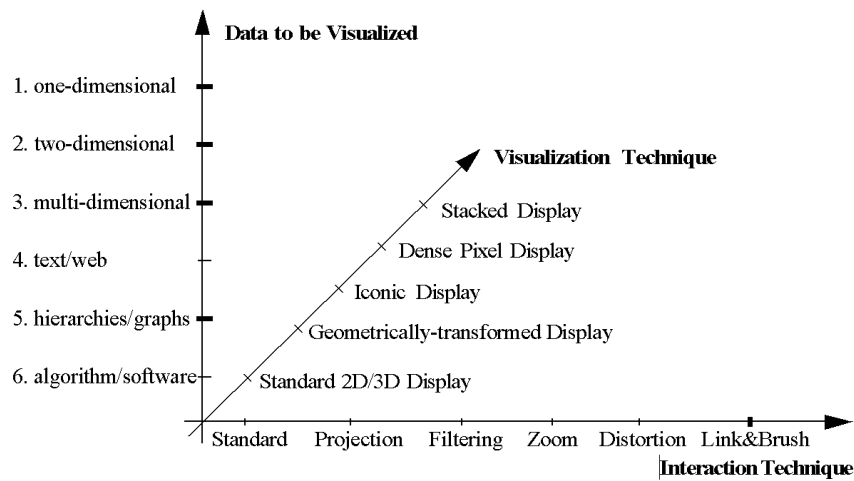 Data to be Visualized
1. one-dimensional
2. two-dimensional
Visualization Technique
3. multi-dimensional
Stacked Display
Dense Pixel Display
4. text/web
Iconic Display
5. hierarchies/graphs
Geometrically-transformed Display
6. algorithm/software
Standard 2D/3D Display
Standard Projection Filtering Zoom Distortion Link&Brush
Interaction Technique